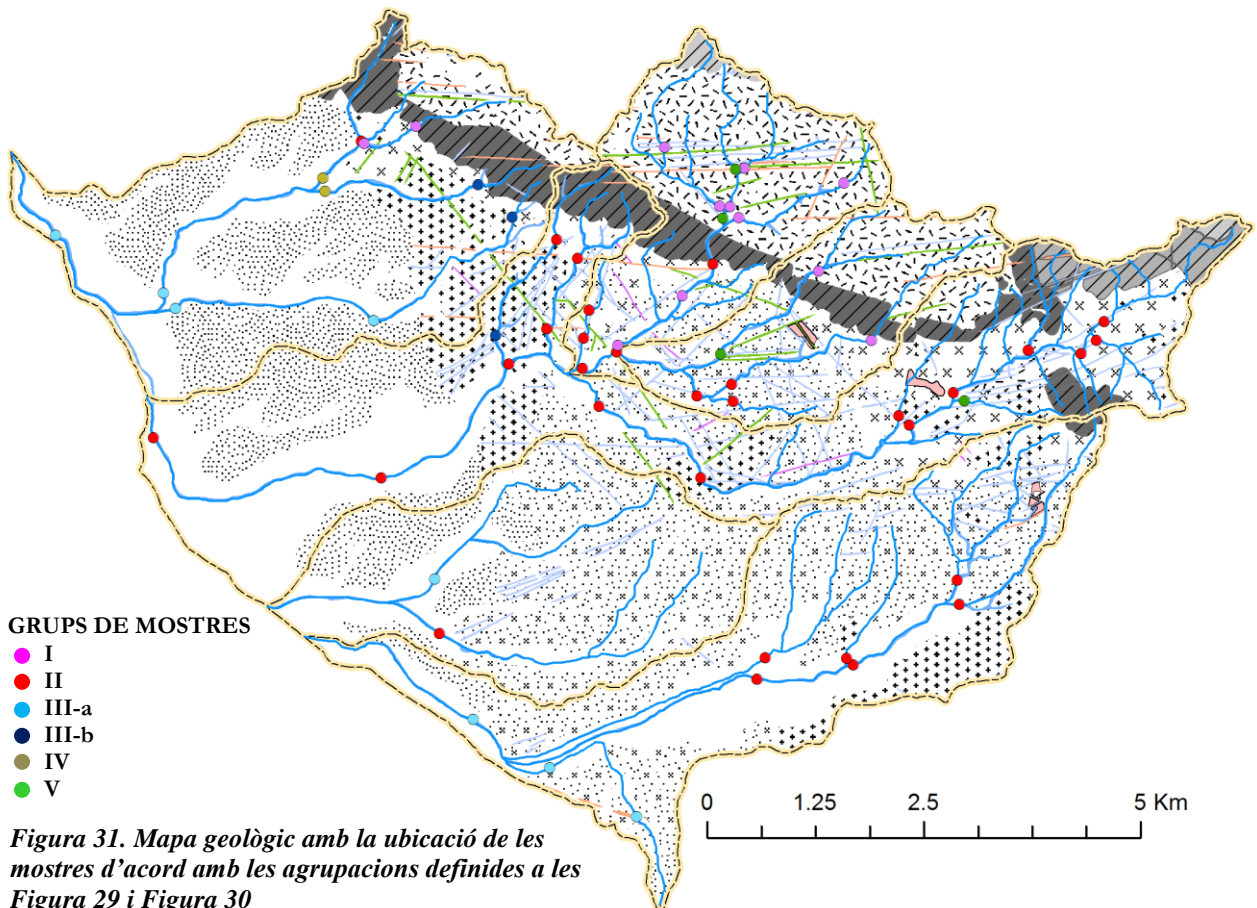 GRUPS DE MOSTRES
I
II
III-a
III-b
IV
V
0 1.25 2.5 5 Km
Figura 31. Mapa geològic amb la ubicació de les
mostres d'acord amb les agrupacions definides a les
Figura 29 i Figura 30